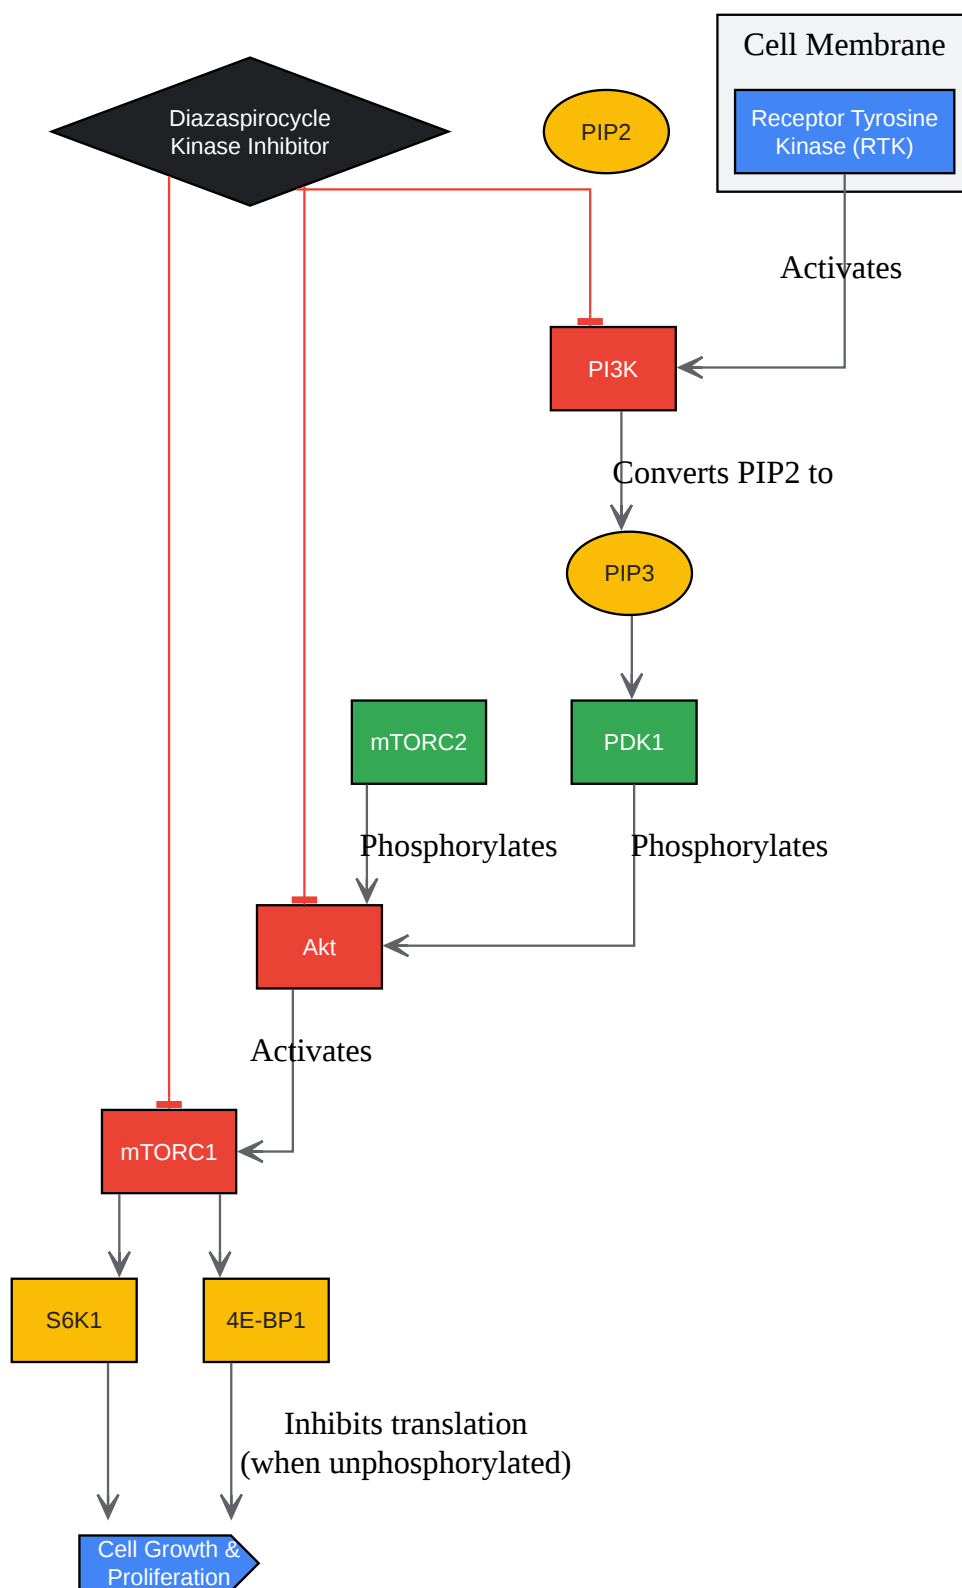 Cell Membrane
Diazaspirocycle
Kinase Inhibitor
PIP2
Receptor Tyrosine
Kinase (RTK)
Activates
PI3K
Converts PIP2 to
PIP3
mTORC2
PDK1
Phosphorylates
Phosphorylates
Akt
Activates
mTORC1
S6K1
4E-BP1
Inhibits translation
(when unphosphorylated)
Cell Growth &
Proliferation